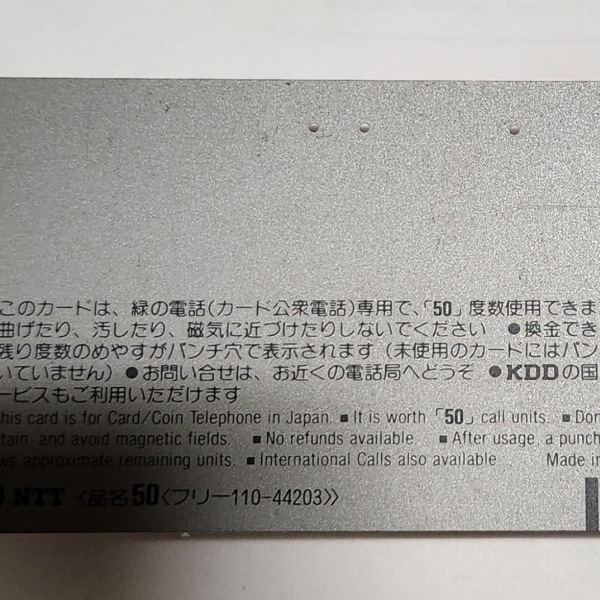 このカードは、緑の電話(カード公衆電話)専用で、「50」度数使用できま
曲げたり、汚したり、磁気に近づけたりしないでください ●換金でき
残り度数のめやすがパンチ穴で表示されます(未使用のカードにはパン
いていません) ●お問い合せは、お近くの電話局へどうぞ ●KDDの国
ービスもご利用いただけます
his card is for Card/Coin Telephone in Japan. ■ It is worth 「50」 call units. ■ Don
tain, and avoid magnetic fields. ■ No refunds available. ■ After usage, a punch
ws approximate remaining units. ■ International Calls also available. Made in
NTT 〈品名50〈フリー110-44203〉〉